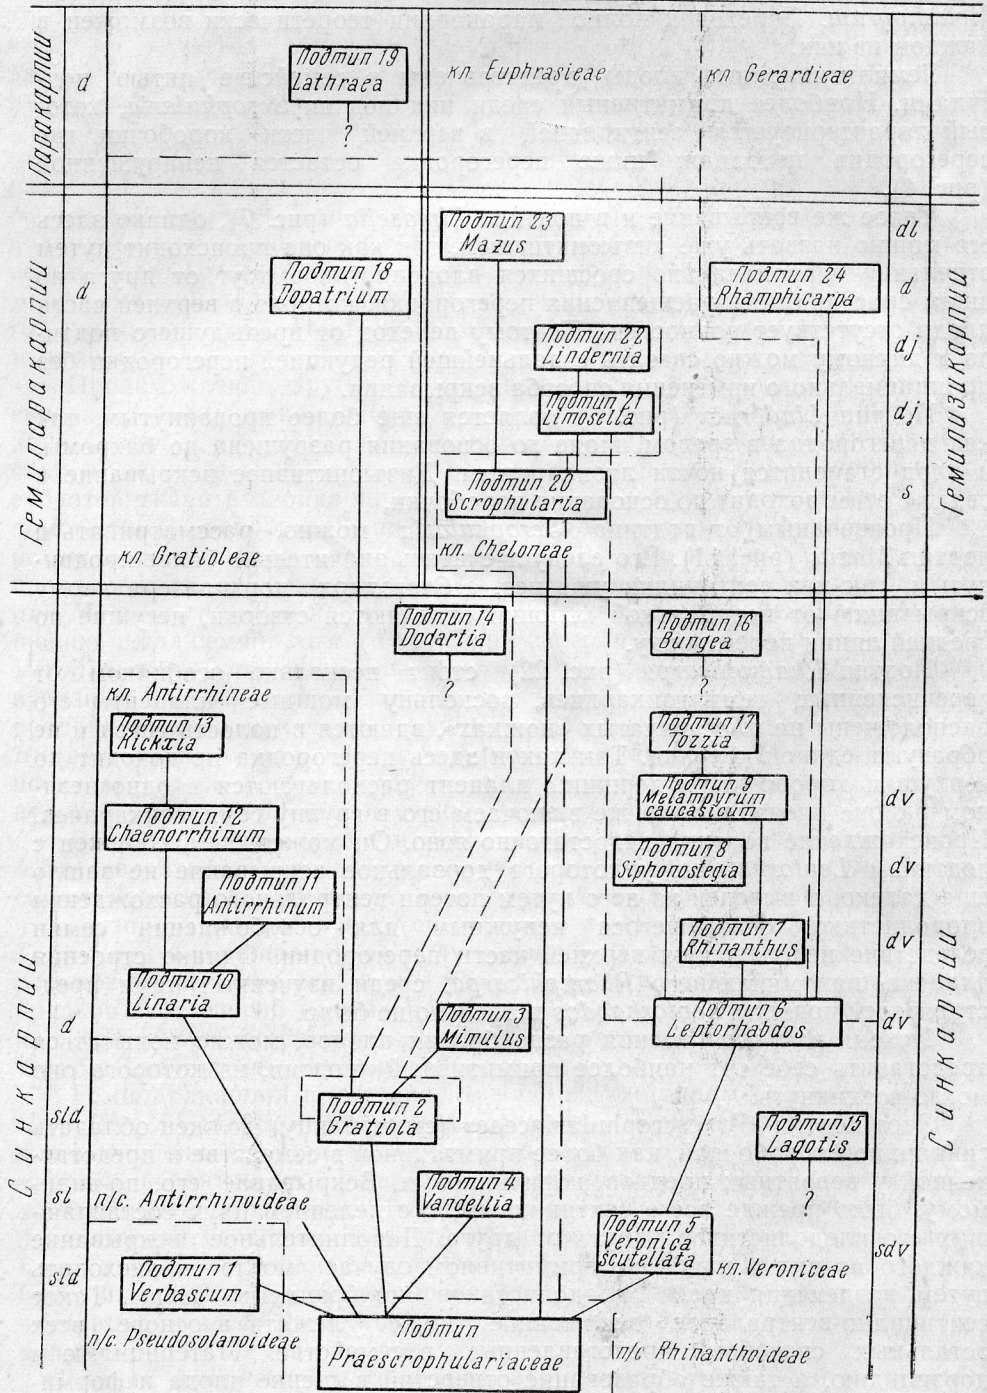 Паракарпии
d
Подтип 19
Lathraea
?
кл. Euphrasieae
кл. Gerardieae
Семипаракарпии
Семилизикарпии
Подтип 23
Mazus
dl
d
Подтип 18
Dopatrium
Подтип 24
Rhamphicarpa
d
Подтип 22
Lindernia
dj
Подтип 21
Limosella
dj
Подтип 20
Scrophularia
s
кл. Gratioleae
кл. Cheloneae
Синкарпии
Синкарпии
Подтип 14
Dodartia
?
Подтип 16
Bungea
?
кл. Antirrhineae
Подтип 13
Kickxia
Подтип 17
Tozzia
Подтип 12
Chaenorrhinum
Подтип 9
Melampyrum
caucasicum
dv
Подтип 8
Siphonostegia
dv
Подтип 11
Antirrhinum
Подтип 7
Rhinanthus
dv
Подтип 10
Linaria
d
Подтип 3
Mimulus
Подтип 6
Leptorhabdos
dv
Подтип 2
Gratiola
sld
Подтип 15
Lagotis
?
sl
п/с. Antirrhinoideae
Подтип 4
Vandellia
Подтип 5
Veronica
scutellata
sdv
кл. Veroniceae
sld
Подтип 1
Verbascum
п/с. Pseudosolanoideae
Подтип
Praescrophulariaceae
п/с Rhinanthoideae